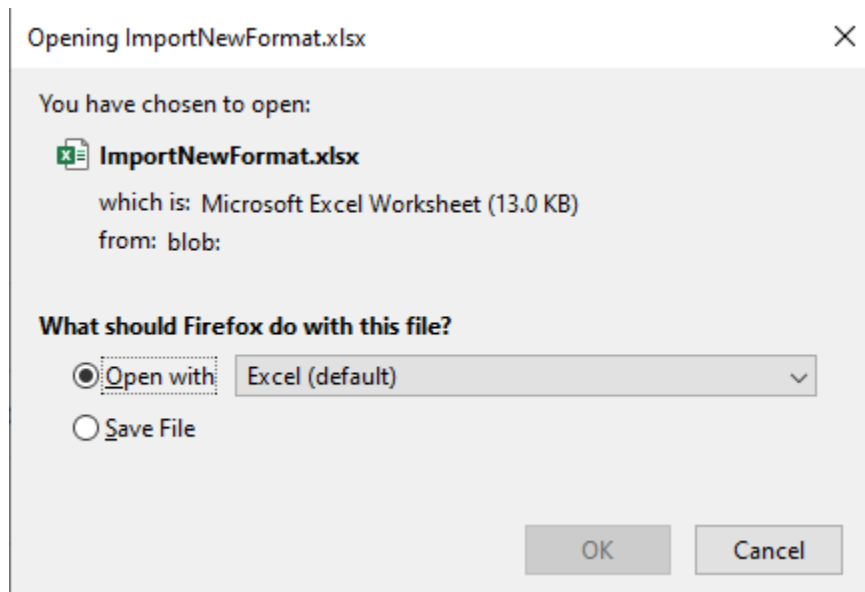 Opening ImportNewFormat.xlsx
You have chosen to open:
ImportNewFormat.xlsx
which is: Microsoft Excel Worksheet (13.0 KB)
from: blob:
What should Firefox do with this file?
Open with Excel (default)
Save File
OK Cancel